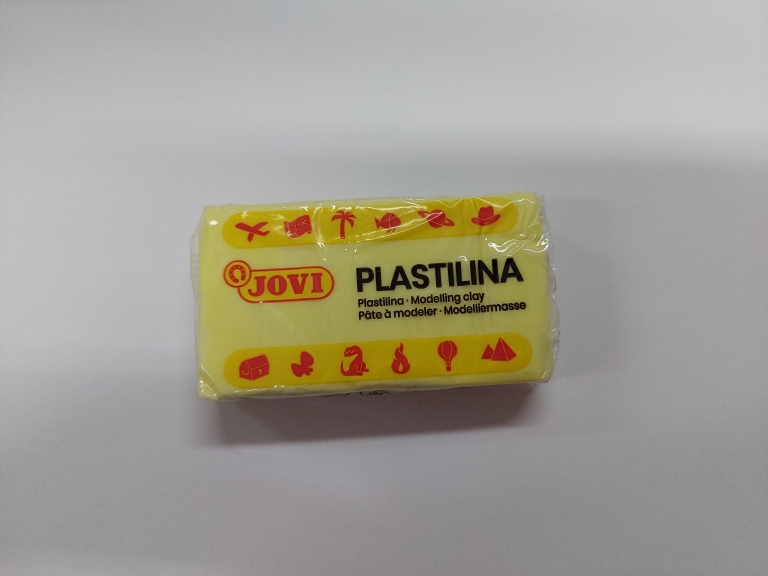 JOVI
PLASTILINA
Plastilina · Modelling clay
Pâte à modeler · Modelliermasse